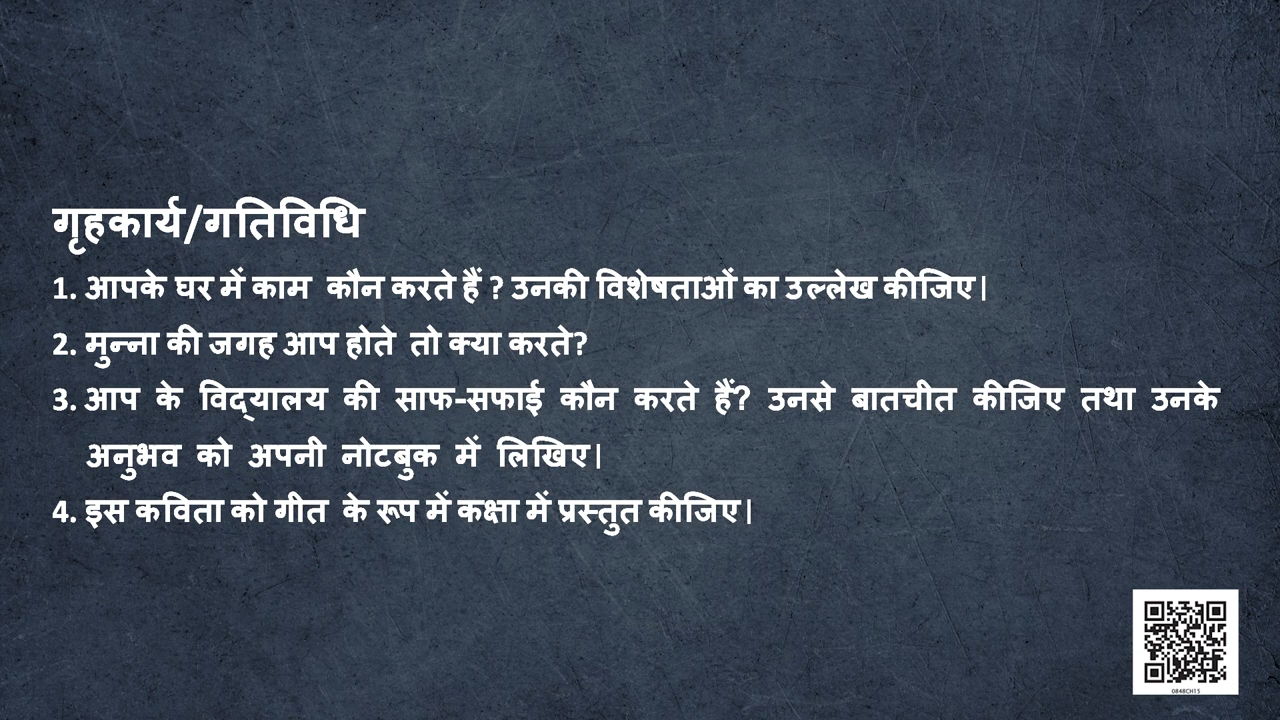 गृहकार्य/गतिविधि
1. आपके घर में काम कौन करते हैं ? उनकी विशेषताओं का उल्लेख कीजिए|
2. मुन्ना की जगह आप होते तो क्या करते?
3. आप के विद्यालय की साफ-सफाई कौन करते हैं? उनसे बातचीत कीजिए तथा उनके
अनुभव को अपनी नोटबुक में लिखिए|
4. इस कविता को गीत के रूप में कक्षा में प्रस्तुत कीजिए|
0848CH15